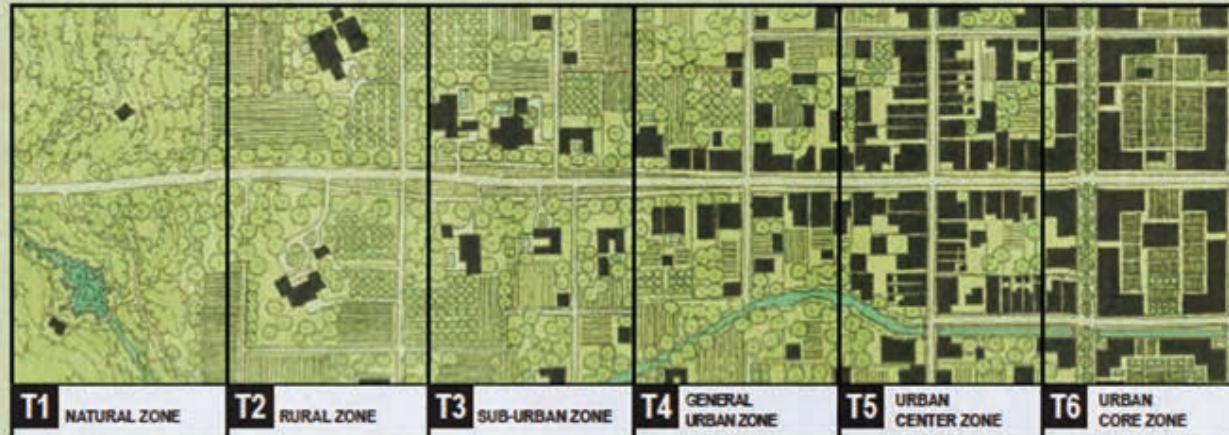 T1 NATURAL ZONE
T2 RURAL ZONE
T3 SUB-URBAN ZONE
T4 GENERAL
URBAN ZONE
T5 URBAN
CENTER ZONE
T6 URBAN
CORE ZONE